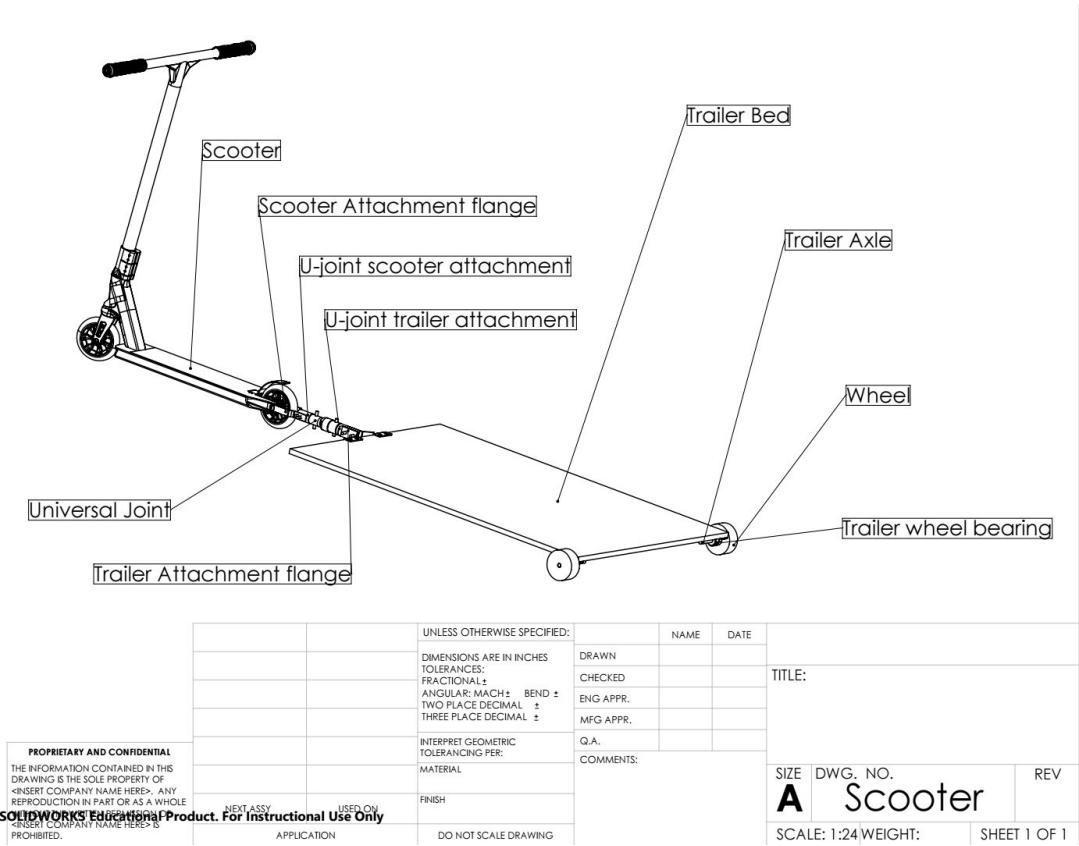 Trailer Bed
Scooter
Scooter Attachment flange
Trailer Axle
U-joint scooter attachment
U-joint trailer attachment
Wheel
Universal Joint
Trailer wheel bearing
Trailer Attachment flange
UNLESS OTHERWISE SPECIFIED:
DIMENSIONS ARE IN INCHES
TOLERANCES:
FRACTIONAL ±
ANGULAR: MACH ± BEND ±
TWO PLACE DECIMAL ±
THREE PLACE DECIMAL ±
INTERPRET GEOMETRIC
TOLERANCING PER:
MATERIAL
FINISH
DO NOT SCALE DRAWING
NAME DATE
DRAWN
CHECKED
ENG APPR.
MFG APPR.
Q.A.
COMMENTS:
TITLE:
SIZE DWG. NO. REV
A Scooter
SCALE: 1:24 WEIGHT: SHEET 1 OF 1
PROPRIETARY AND CONFIDENTIAL
THE INFORMATION CONTAINED IN THIS
DRAWING IS THE SOLE PROPERTY OF
<INSERT COMPANY NAME HERE>. ANY
REPRODUCTION IN PART OR AS A WHOLE
<INSERT COMPANY NAME HERE> IS
PROHIBITED.
NEXT ASSY USED ON
APPLICATION
SOLIDWORKS Educational Product. For Instructional Use Only